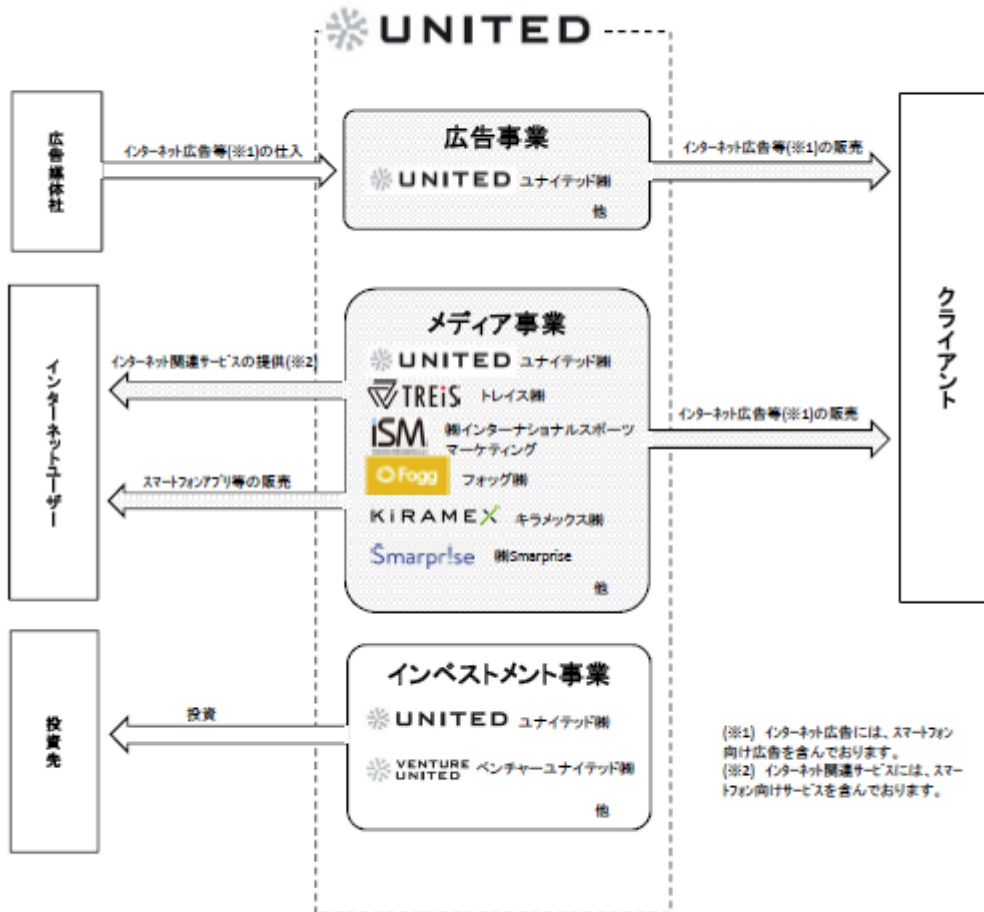 UNITED
広告媒体社
インターネット広告等(※1)の仕入
広告事業
UNITED ユナイテッド㈱
他
インターネット広告等(※1)の販売
クライアント
インターネットユーザー
インターネット関連サービスの提供(※2)
スマートフォンアプリ等の販売
メディア事業
UNITED ユナイテッド㈱
TREiS トレイス㈱
iSM ㈱インターナショナルスポーツ
マーケティング
Fogg フォッグ㈱
KiRAMEX キラメックス㈱
Smarpr!se ㈱Smarprise
他
インターネット広告等(※1)の販売
投資先
投資
インベストメント事業
UNITED ユナイテッド㈱
VENTURE
UNITED ベンチャーユナイテッド㈱
他
(※1) インターネット広告には、スマートフォン
向け広告を含んでおります。
(※2) インターネット関連サービスには、スマー
トフォン向けサービスを含んでおります。